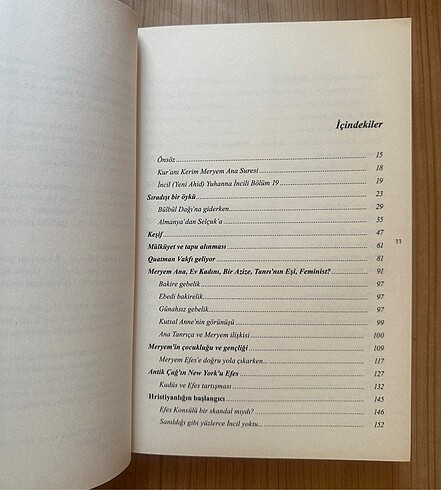 İçindekiler
Önsöz 15
Kur'anı Kerim Meryem Ana Suresi 18
İncil (Yeni Ahid) Yuhanna İncili Bölüm 19 19
Sıradışı bir öykü 23
Bülbül Dağı'na giderken 29
Almanya'dan Selçuk'a 35
Keşif 47
Mülküyet ve tapu alınması 61
Quatman Vakfı geliyor 81
Meryem Ana, Ev Kadını, Bir Azize, Tanrı'nın Eşi, Feminist? 91
Bakire gebelik 97
Ebedi bakirelik 97
Günahsız gebelik 97
Kutsal Anne'nin görünüşü 99
Ana Tanrıça ve Meryem ilişkisi 100
Meryem'in çocukluğu ve gençliği 109
Meryem Efes'e doğru yola çıkarken 117
Antik Çağ'ın New York'u Efes 127
Kudüs ve Efes tartışması 132
Hristiyanlığın başlangıcı 145
Efes Konsülü bir skandal mıydı? 146
Sanıldığı gibi yüzlerce İncil yoktu 152
11